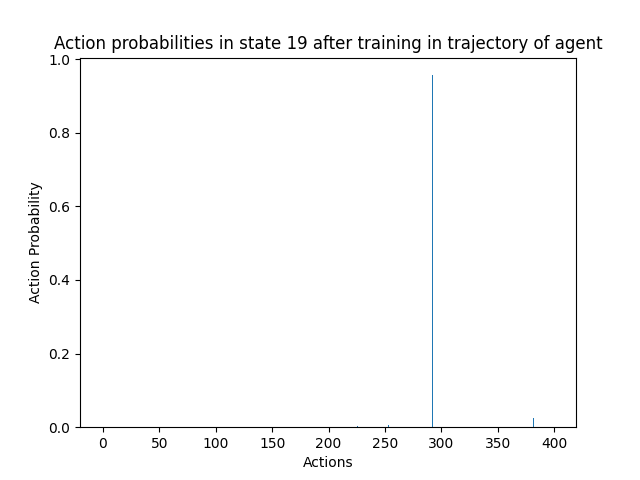 Action probabilities in state 19 after training in trajectory of agent
1.0
0.8
0.6
0.4
0.2
0.0
Action Probability
0 50 100 150 200 250 300 350 400
Actions